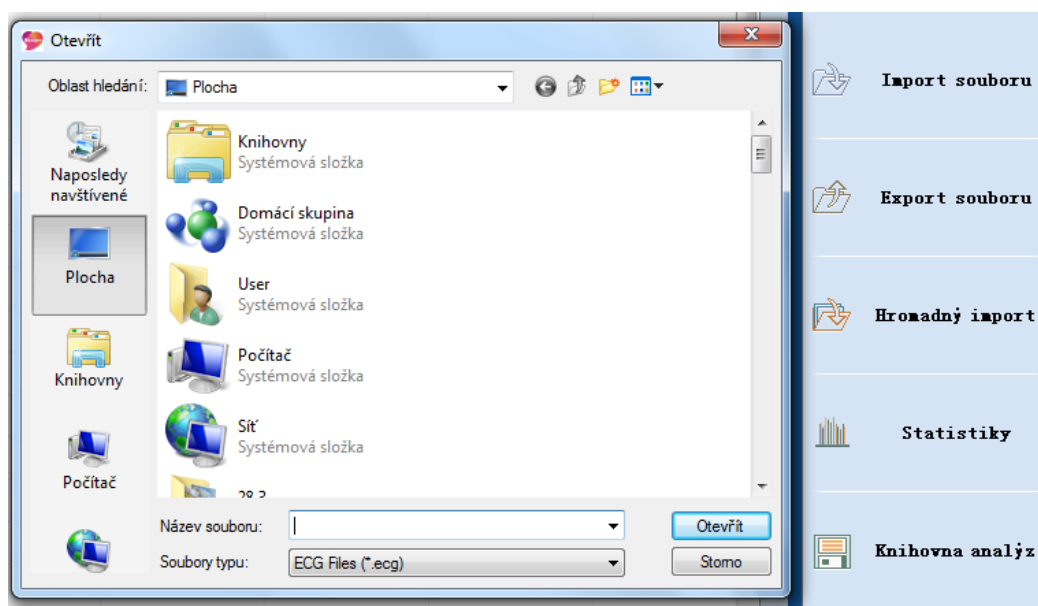 Otevřít
Oblast hledání:
Plocha
Naposledy
navštívené
Plocha
Knihovny
Počítač
Knihovny
Systémová složka
Domácí skupina
Systémová složka
User
Systémová složka
Počítač
Systémová složka
Síť
Systémová složka
Název souboru:
Otevřít
Soubory typu:
ECG Files (*.ecg)
Storno
Import souboru
Export souboru
Hromadný import
Statistiky
Knihovna analýz